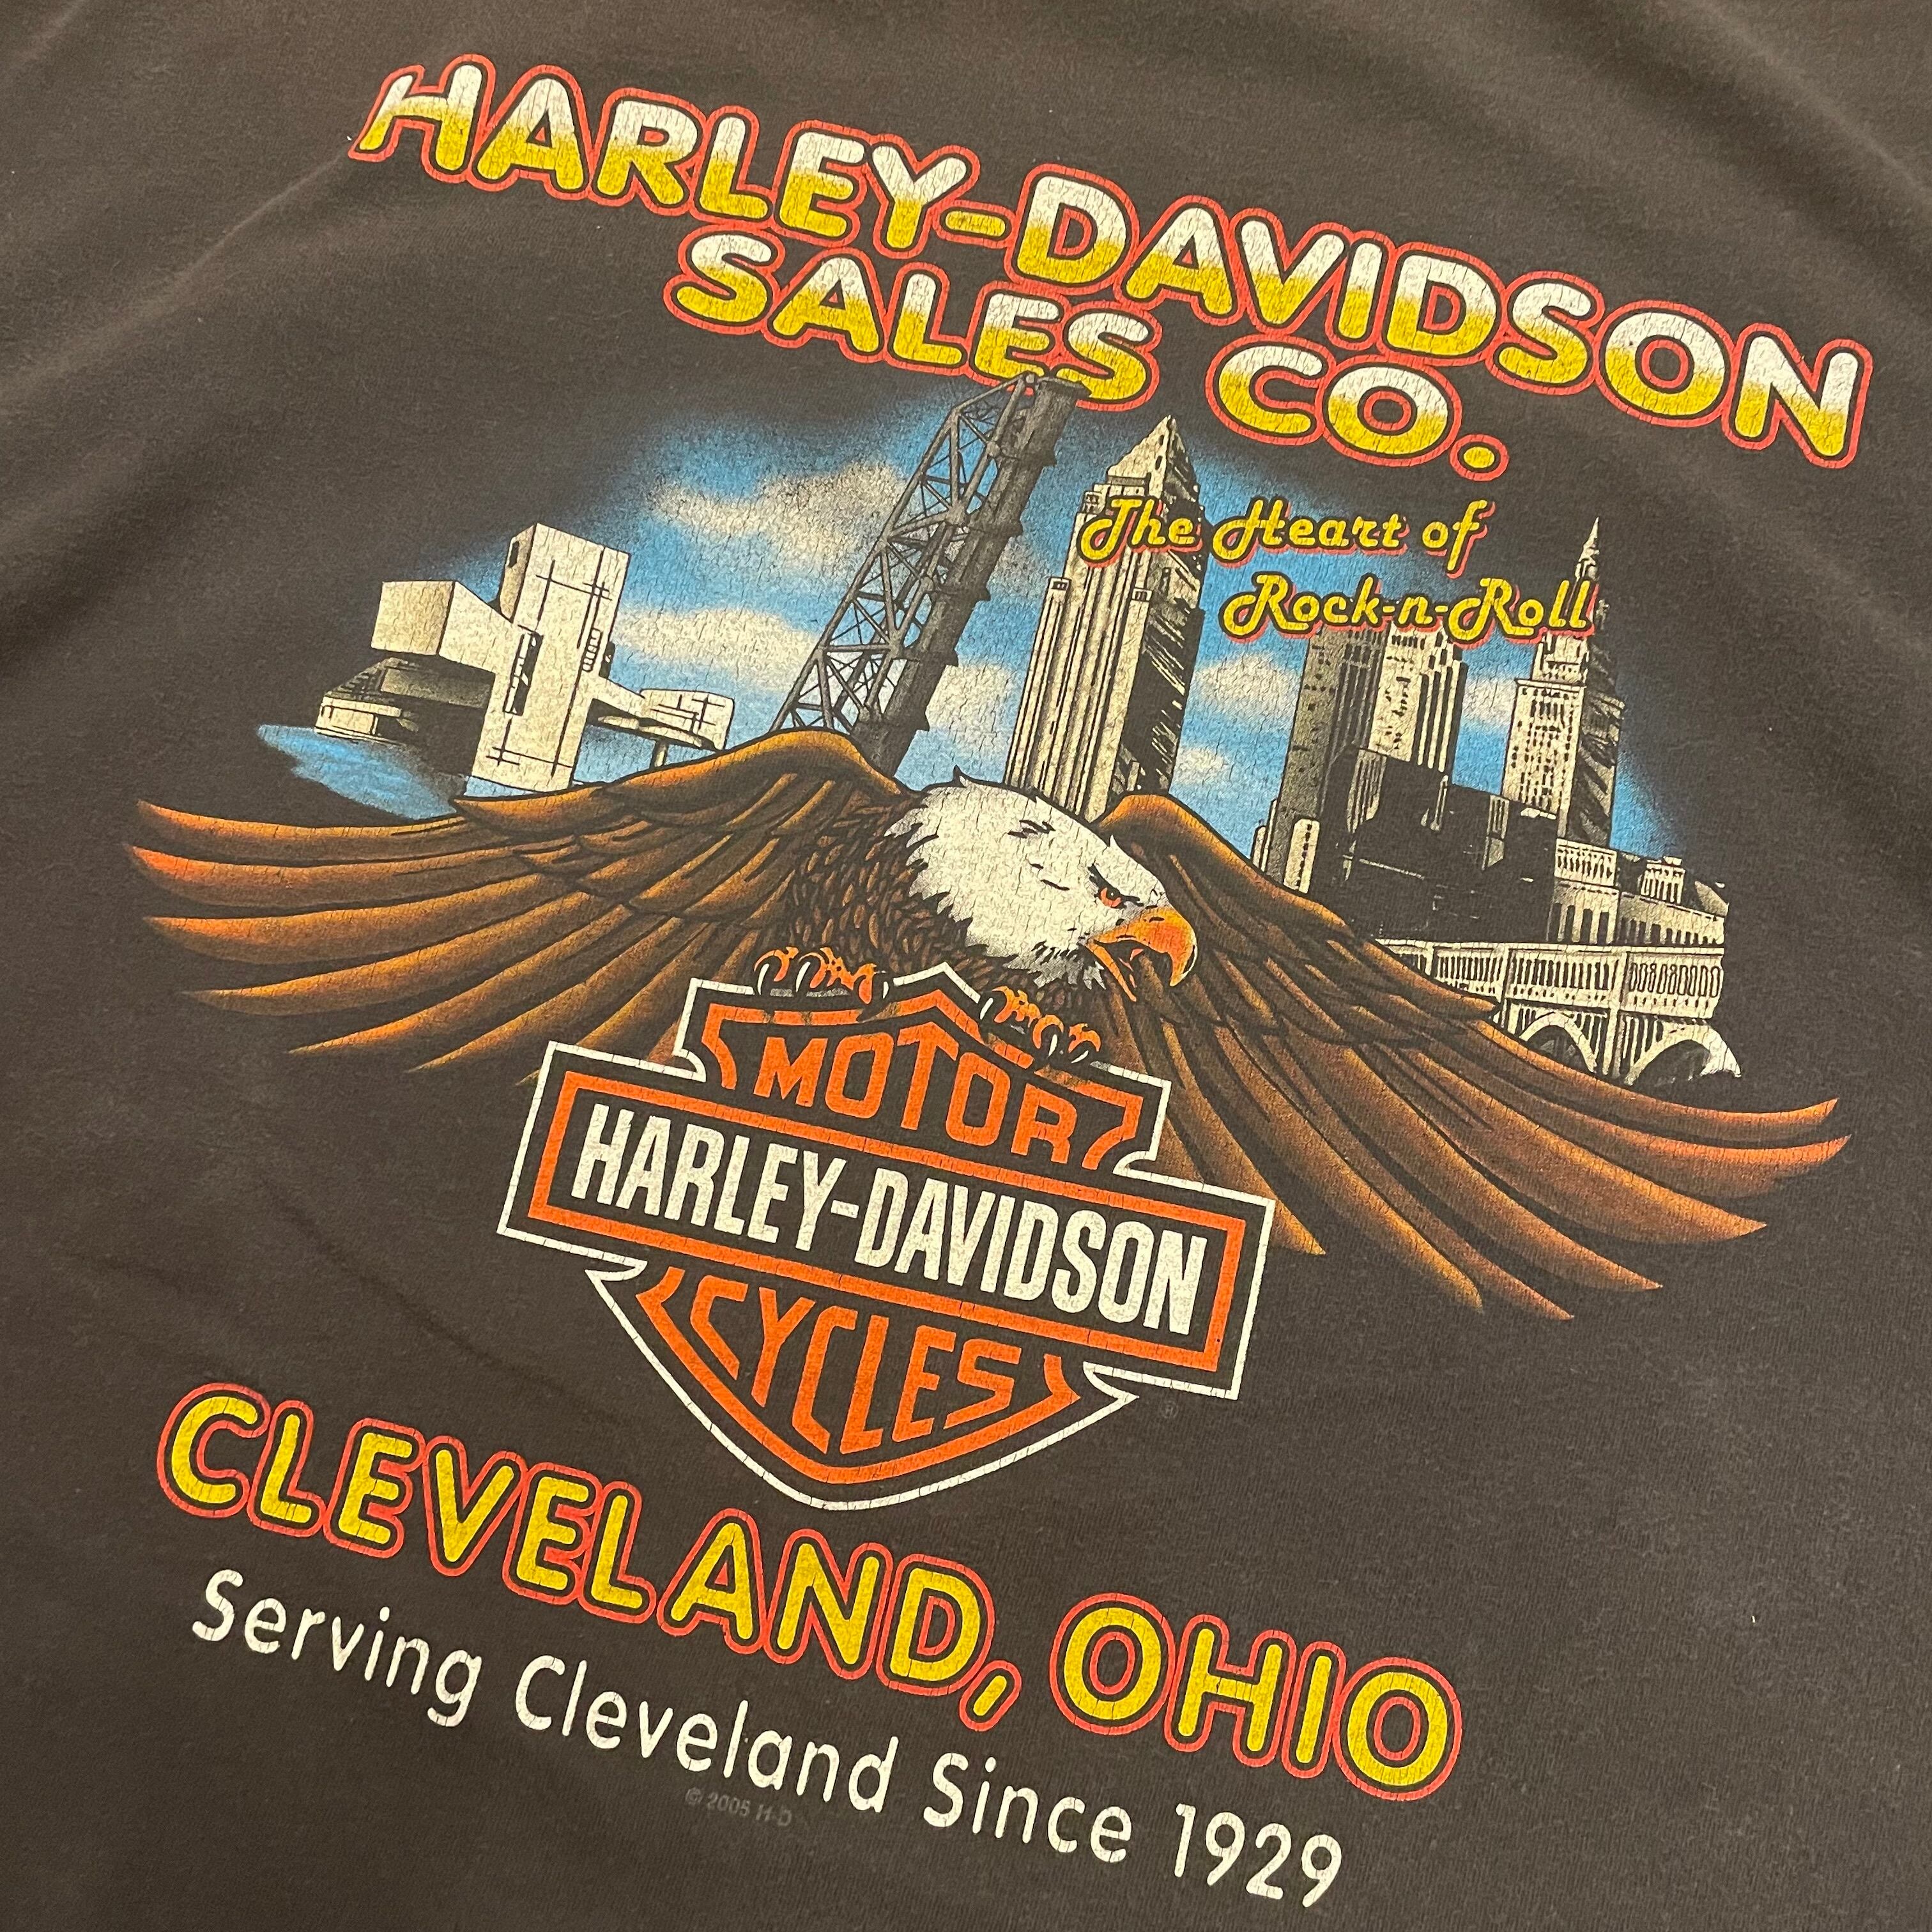 HARLEY-DAVIDSON
SALES CO.
The Heart of
Rock-n-Roll
MOTOR
HARLEY-DAVIDSON
CYCLES
®
CLEVELAND, OHIO
Serving Cleveland Since 1929
© 2005 H-D